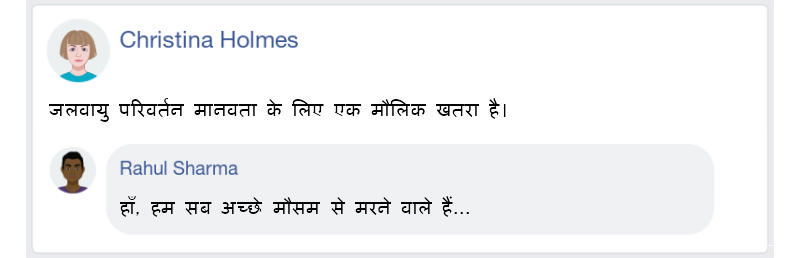 Christina Holmes
जलवायु परिवर्तन मानवता के लिए एक मौलिक खतरा है।
Rahul Sharma
हाँ, हम सब अच्छे मौसम से मरने वाले हैं...